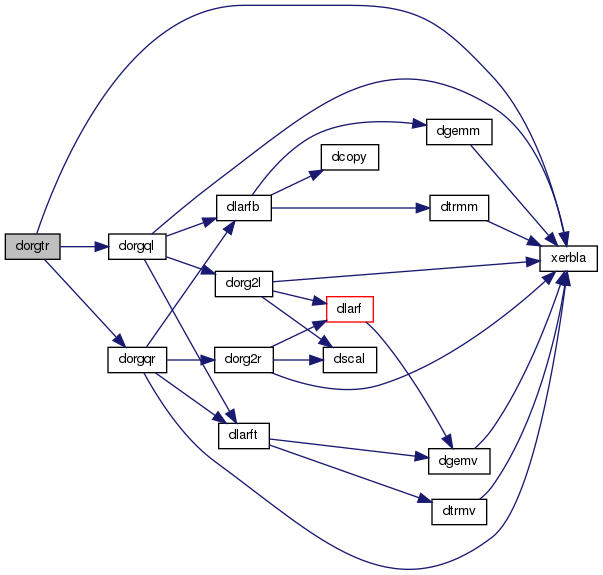 dgemm
dcopy
dlarfb
dtrmm
dorgtr
dorgql
xerbla
dorg2l
dlarf
dorgqr
dorg2r
dscal
dlarft
dgemv
dtrmv